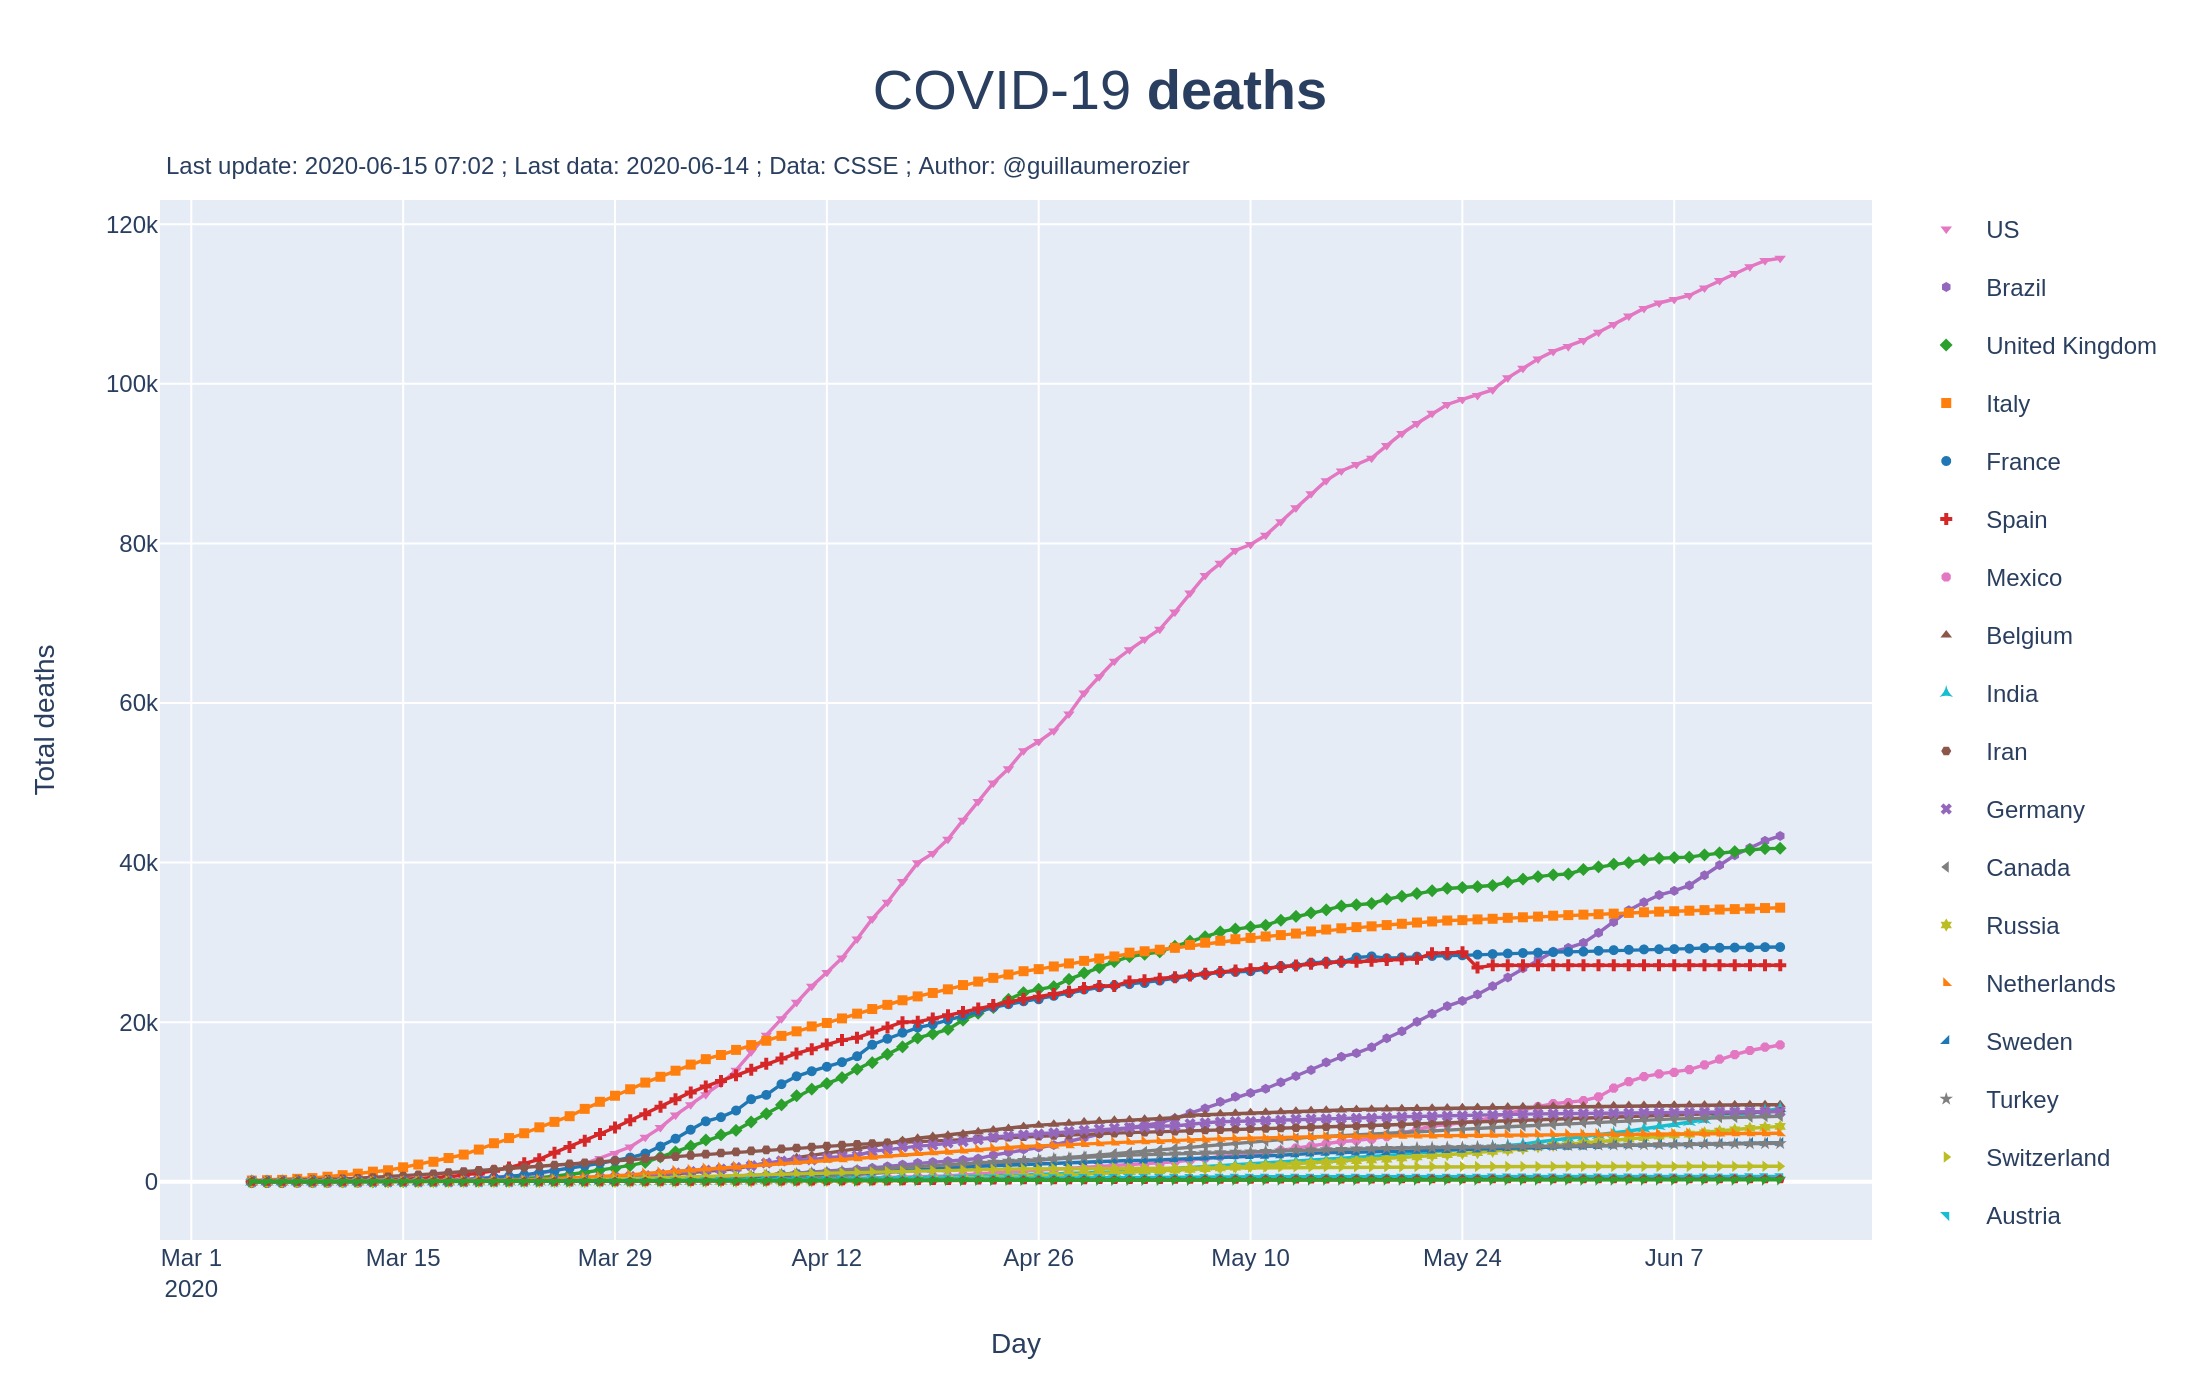 COVID-19 deaths
Last update: 2020-06-15 07:02 ; Last data: 2020-06-14 ; Data: CSSE ; Author: @guillaumerozier
120k
100k
80k
60k
40k
20k
0
Total deaths
Mar 1
2020
Mar 15
Mar 29
Apr 12
Apr 26
May 10
May 24
Jun 7
Day
US
Brazil
United Kingdom
Italy
France
Spain
Mexico
Belgium
India
Iran
Germany
Canada
Russia
Netherlands
Sweden
Turkey
Switzerland
Austria